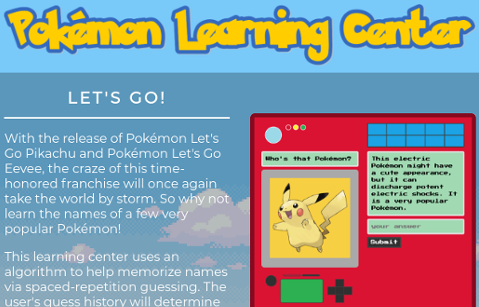 Pokémon Learning Center
LET'S GO!
With the release of Pokémon Let's
Go Pikachu and Pokémon Let's Go
Eevee, the craze of this time-
honored franchise will once again
take the world by storm. So why not
learn the names of a few very
popular Pokémon!
This learning center uses an
algorithm to help memorize names
via spaced-repetition guessing. The
user's guess history will determine
Who's that Pokémon?
This electric
Pokémon might have
a cute appearance,
but it can
discharge potent
electric shocks. It
is a very popular
Pokémon.
your answer
Submit